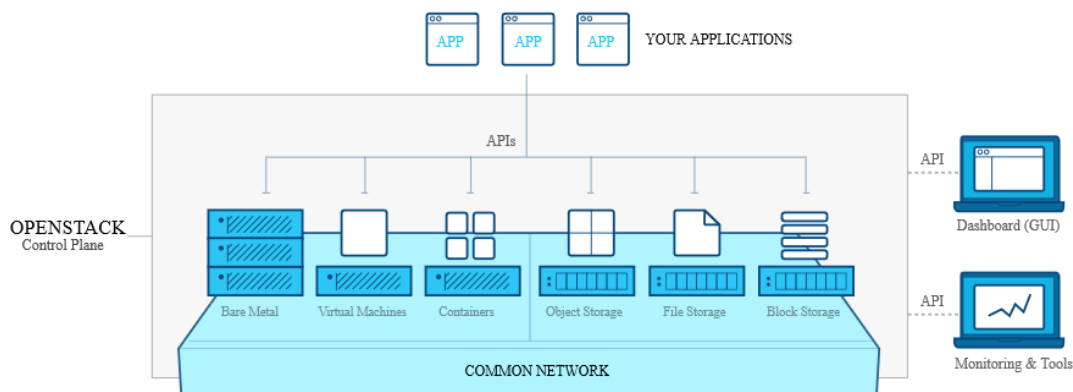 APP APP APP YOUR APPLICATIONS
APIs
API
OPENSTACK
Control Plane
Dashboard (GUI)
Bare Metal Virtual Machines Containers Object Storage File Storage Block Storage
API
Monitoring & Tools
COMMON NETWORK